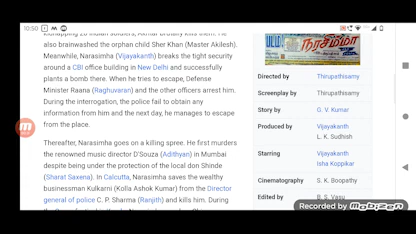 10:50
kidnapping 20 Indian soldiers, Ajmal brutally kills them. He
also brainwashed the orphan child Sher Khan (Master Akilesh).
Meanwhile, Narasimha (Vijayakanth) breaks the tight security
around a CBI office building in New Delhi and successfully
plants a bomb there. When he tries to escape, Defense
Minister Raana (Raghuvaran) and the other officers arrest him.
During the interrogation, the police fail to obtain any
information from him and the next day, he manages to escape
from the place.
Thereafter, Narasimha goes on a killing spree. He first murders
the renowned music director D'Souza (Adithyan) in Mumbai
despite being under the protection of the local don Shinde
(Sharat Saxena). In Calcutta, Narasimha saves the wealthy
businessman Kulkarni (Kolla Ashok Kumar) from the Director
general of police C. P. Sharma (Ranjith) and kills him. During
நரசிம்மா
Directed by Thirupathisamy
Screenplay by Thirupathisamy
Story by G. V. Kumar
Produced by Vijayakanth
L. K. Sudhish
Starring Vijayakanth
Isha Koppikar
Cinematography S. K. Boopathy
Edited by B. S. Vasu
Recorded by Mobizen